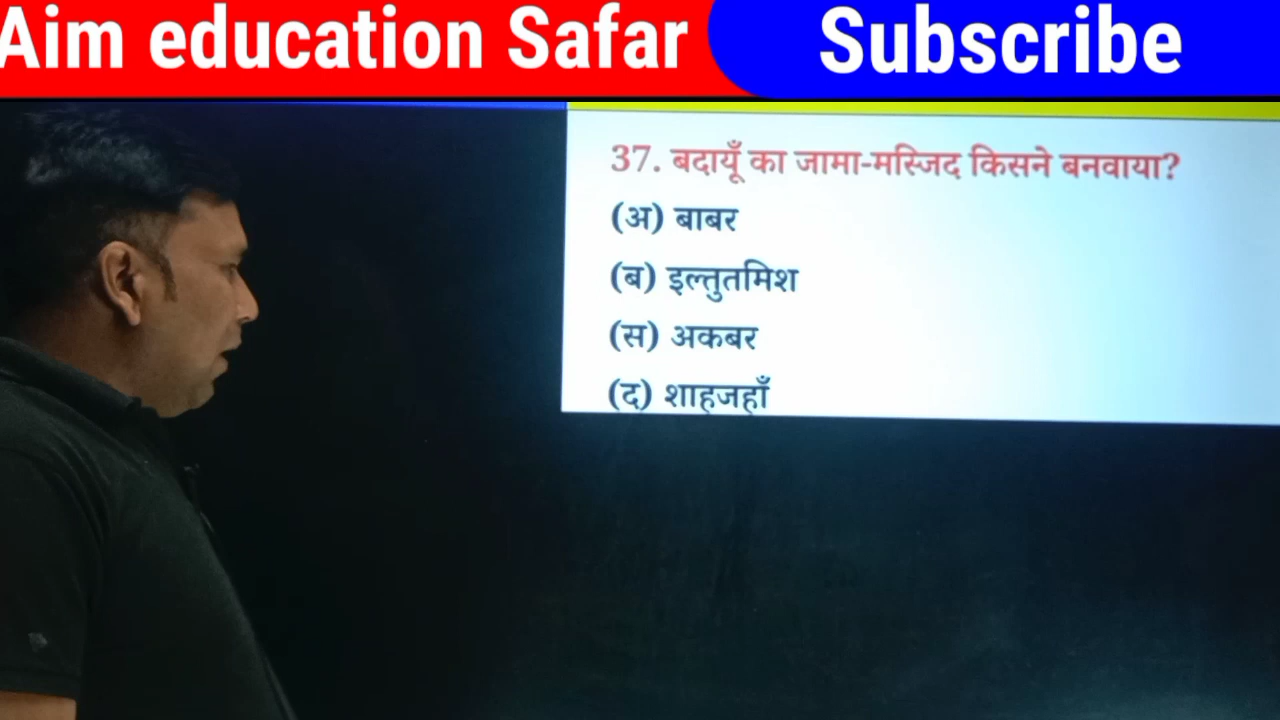 Aim education Safar
Subscribe
37. बदायूँ का जामा-मस्जिद किसने बनवाया?
(अ) बाबर
(ब) इल्तुतमिश
(स) अकबर
(द) शाहजहाँ